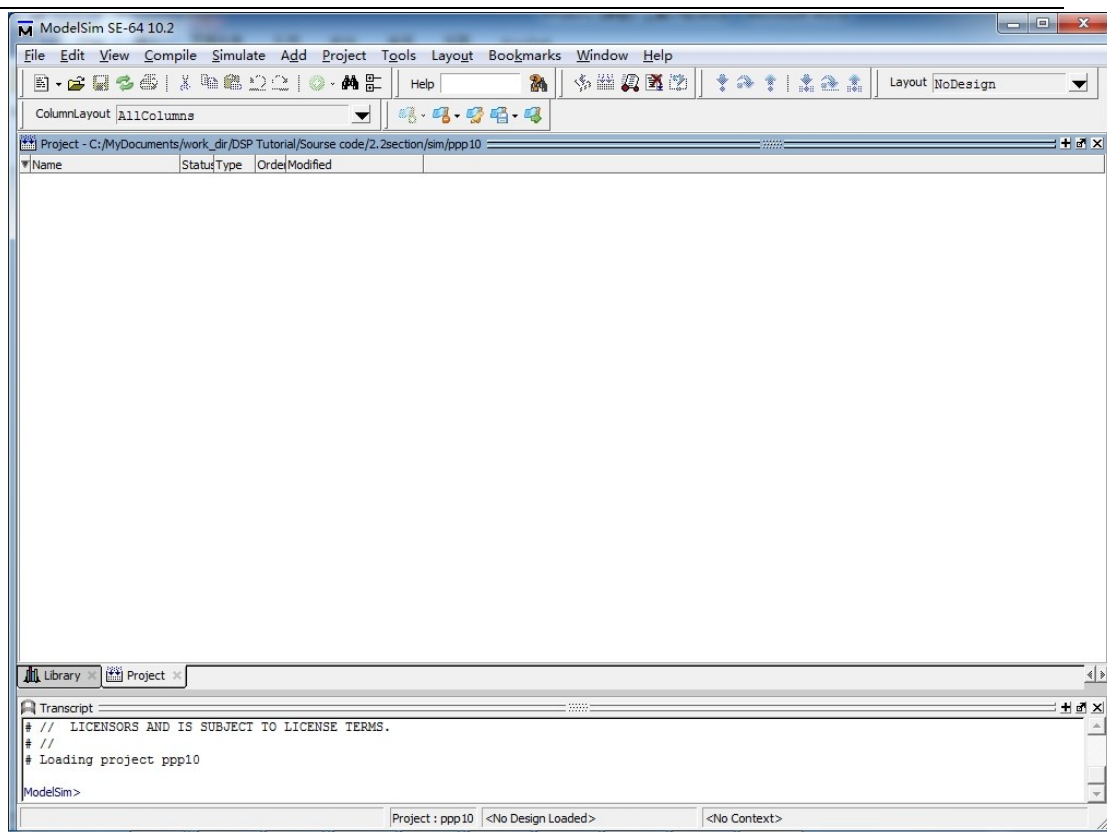 ModelSim SE-64 10.2
File Edit View Compile Simulate Add Project Tools Layout Bookmarks Window Help
Help Layout NoDesign
ColumnLayout AllColumns
Project - C:/MyDocuments/work_dir/DSP Tutorial/Sourse code/2.2section/sim/ppp10
Name Status Type Order Modified
Library Project
Transcript
# // LICENSORS AND IS SUBJECT TO LICENSE TERMS.
# //
# Loading project ppp10
ModelSim>
Project : ppp10 <No Design Loaded> <No Context>